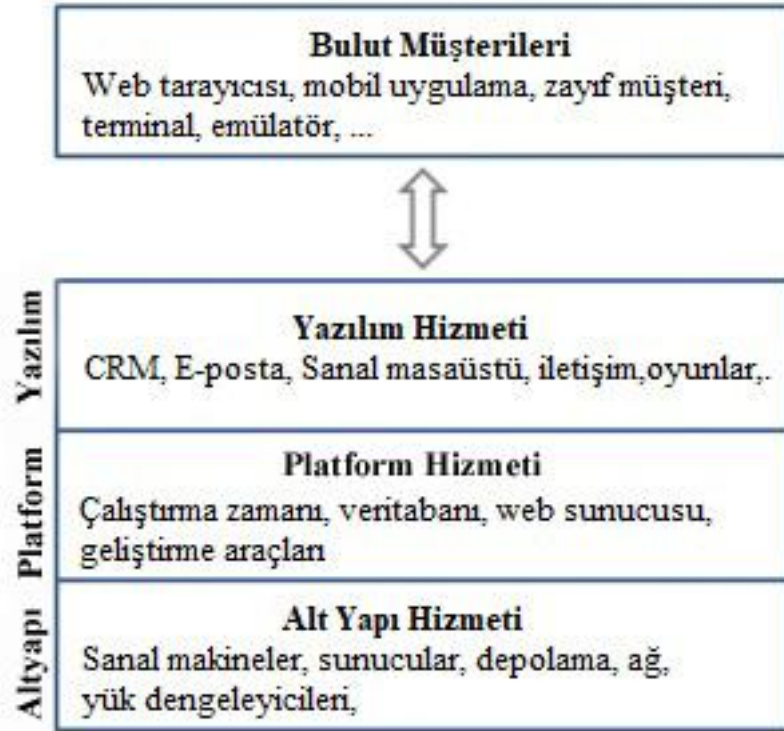 Bulut Müşterileri
Web tarayıcısı, mobil uygulama, zayıf müşteri,
terminal, emülatör, ...
Yazılım
Yazılım Hizmeti
CRM, E-posta, Sanal masaüstü, iletişim,oyunlar,.
Platform
Platform Hizmeti
Çalıştırma zamanı, veritabanı, web sunucusu,
geliştirme araçları
Altyapı
Alt Yapı Hizmeti
Sanal makineler, sunucular, depolama, ağ,
yük dengeleyicileri,